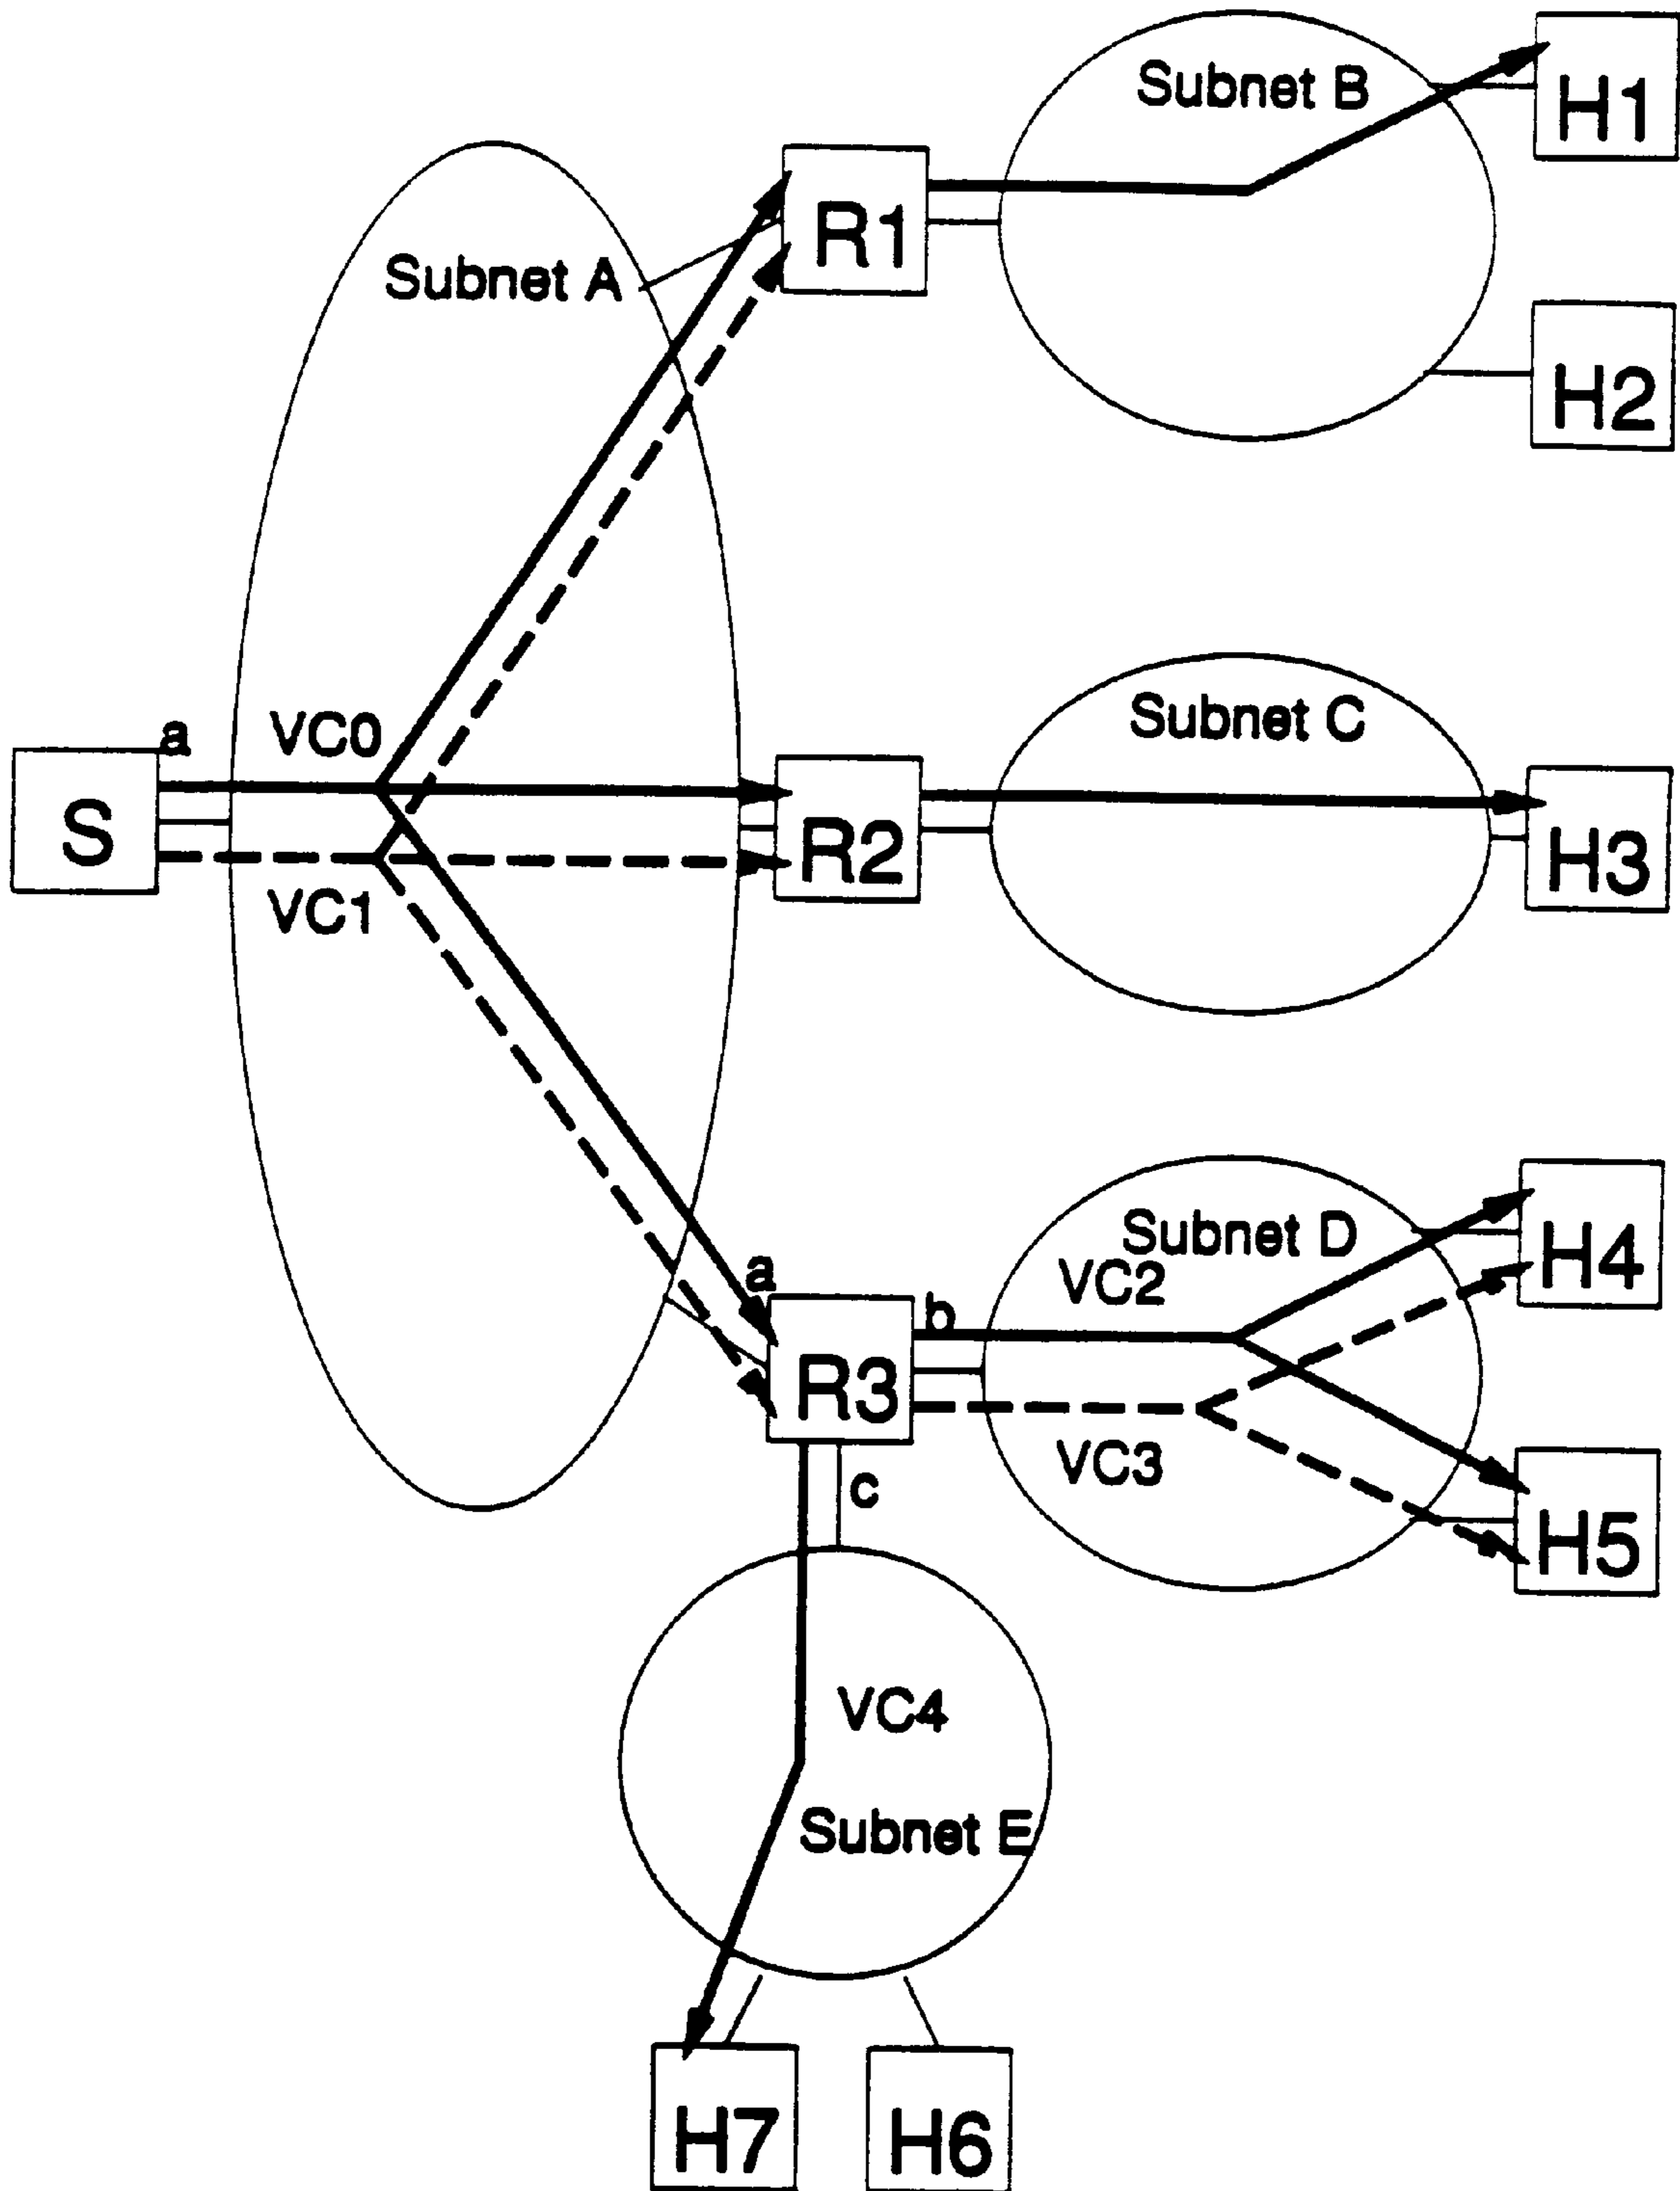 Subnet B
H1
R1
Subnet A
H2
a
VC0
Subnet C
S
R2
H3
VC1
Subnet D
H4
a
VC2
b
R3
VC3
c
H5
VC4
Subnet E
H7
H6